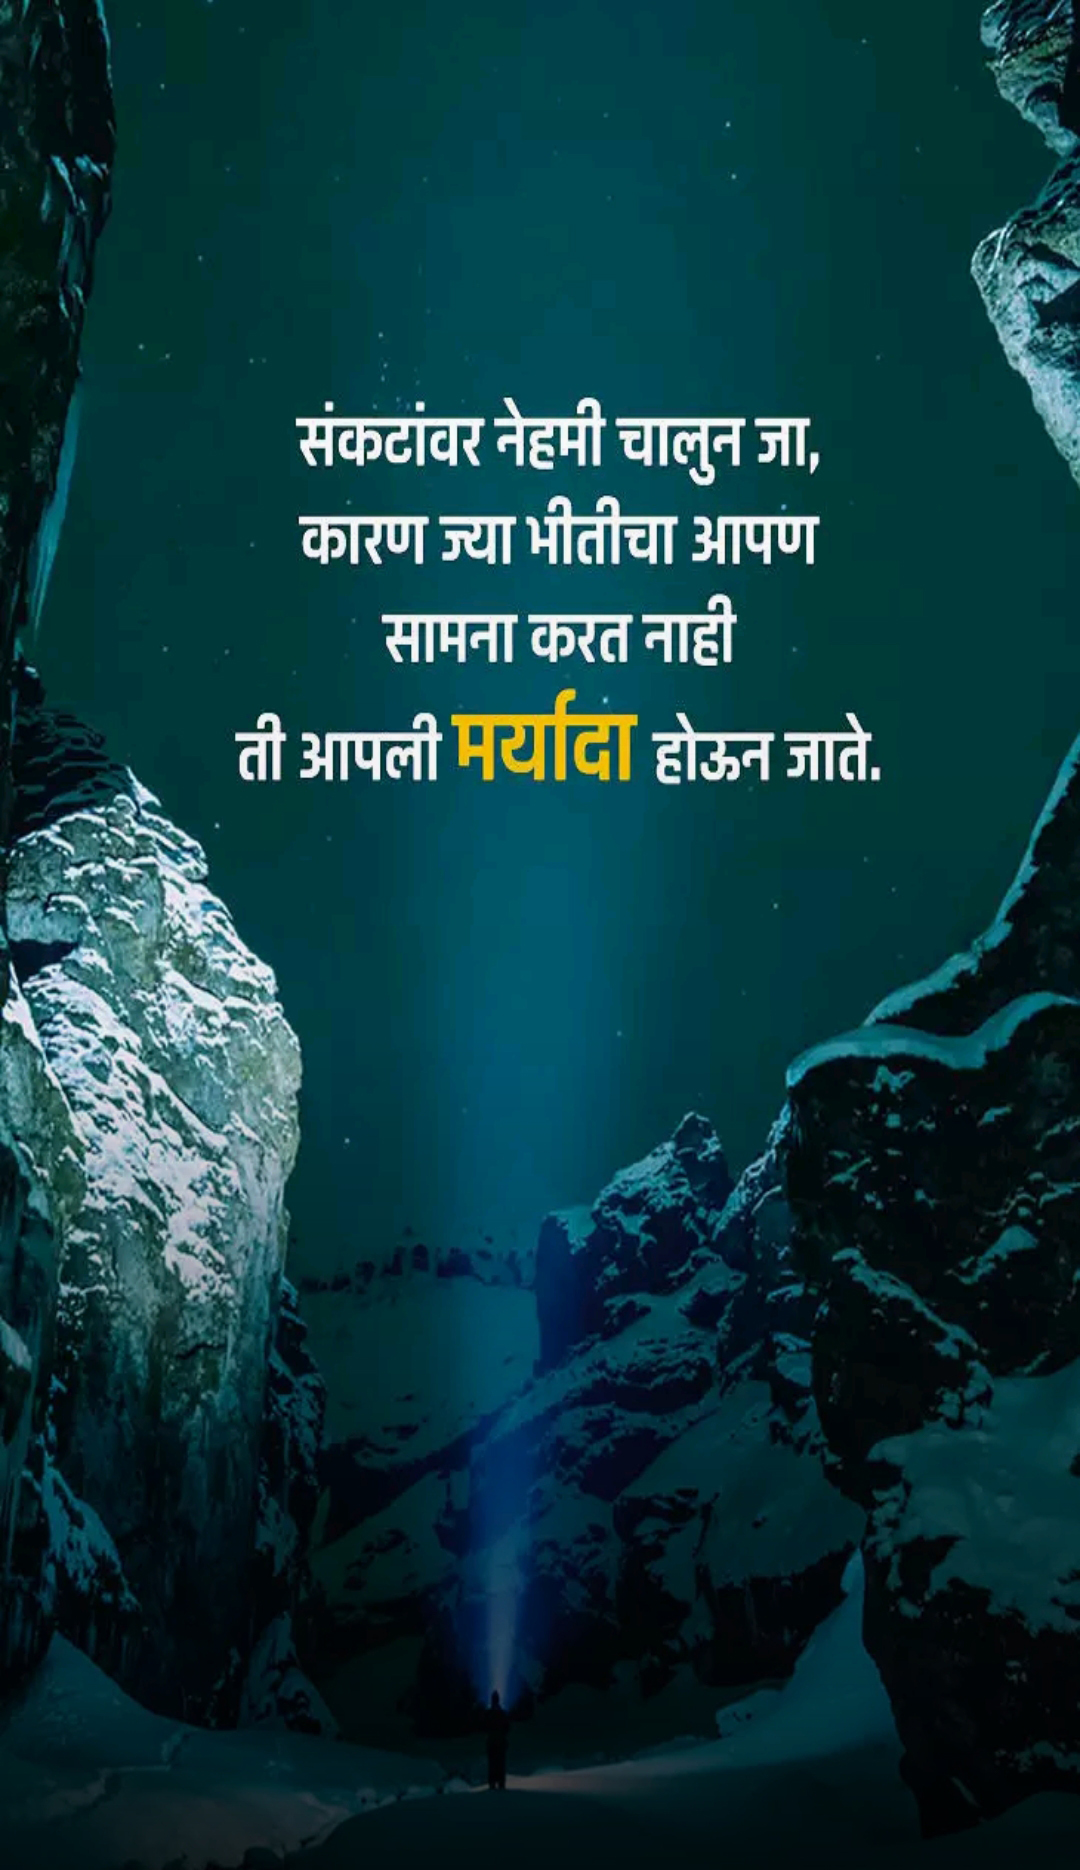 संकटांवर नेहमी चालुन जा,
कारण ज्या भीतीचा आपण
सामना करत नाही
ती आपली मर्यादा होऊन जाते.